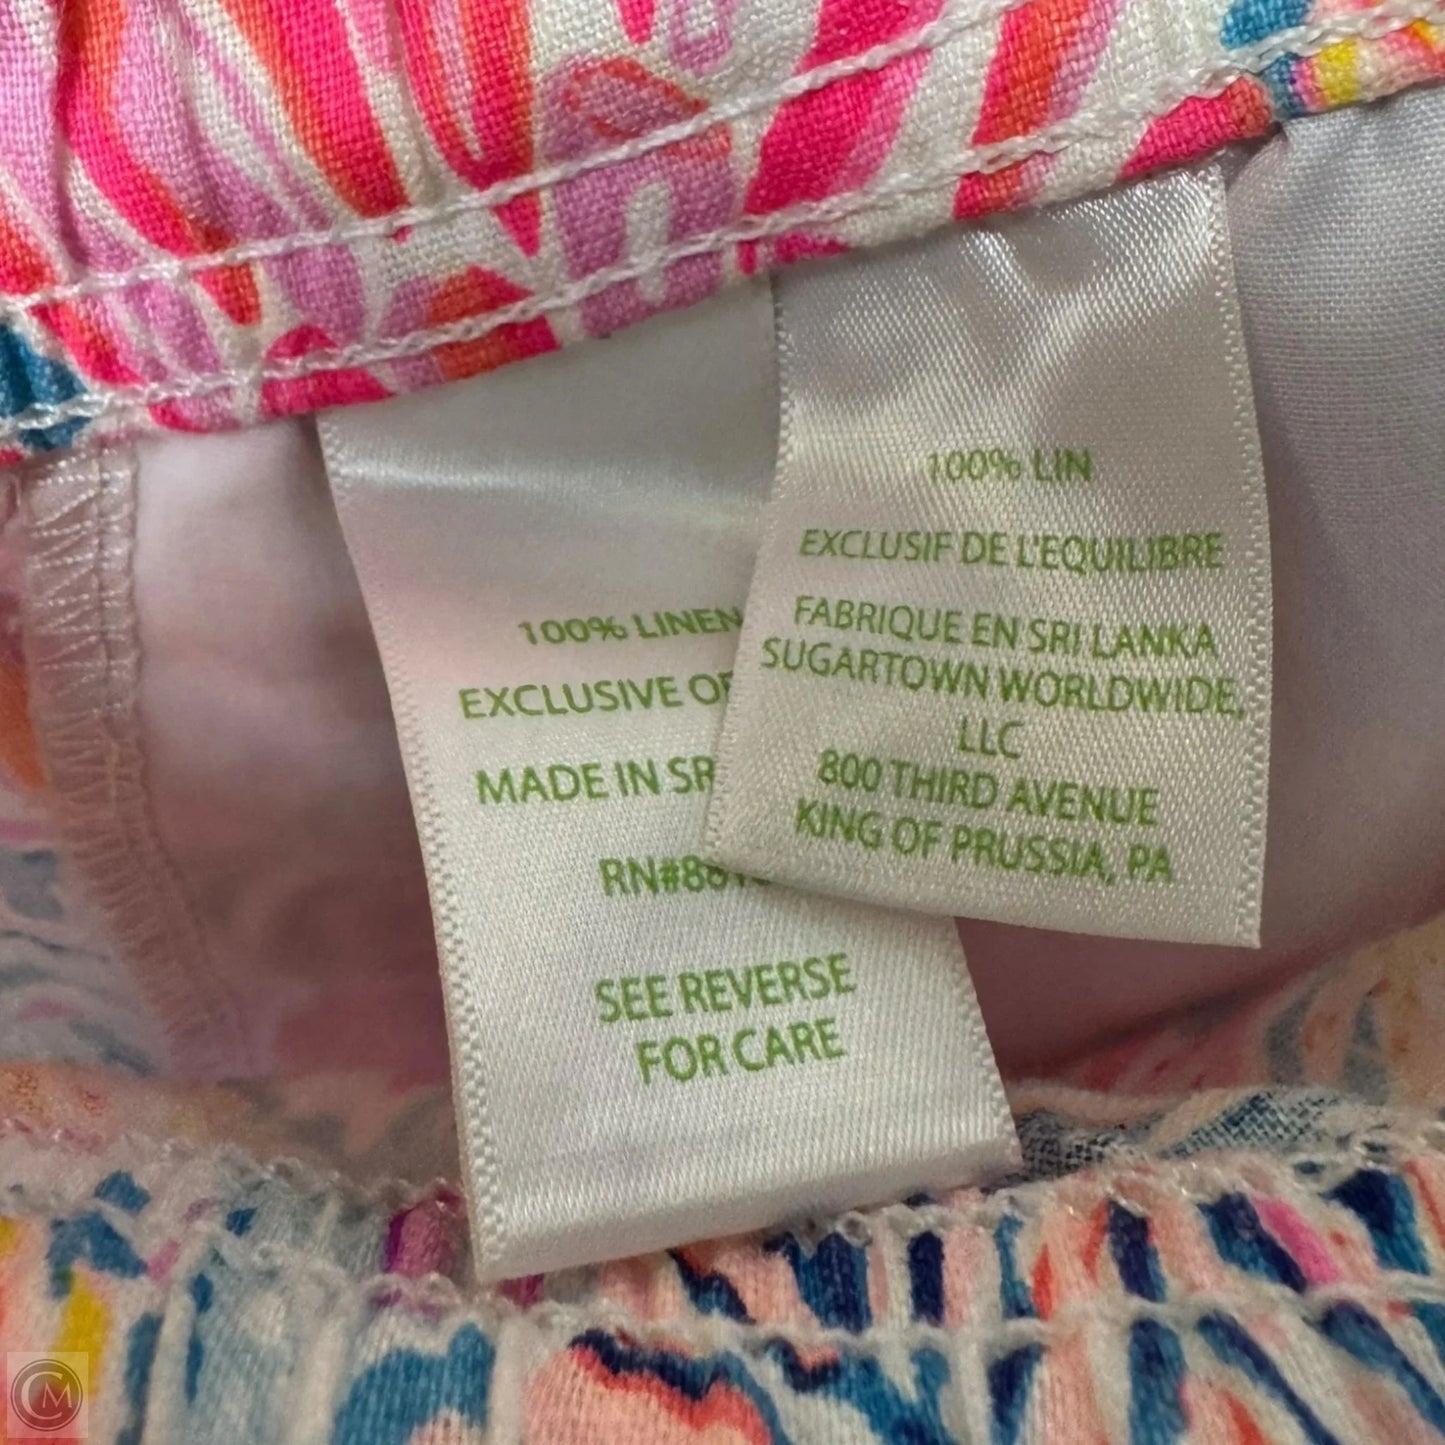 100% LINEN
EXCLUSIVE OF
MADE IN SR
SEE REVERSE
FOR CARE
100% LIN
EXCLUSIF DE L'EQUILIBRE
FABRIQUE EN SRI LANKA
SUGARTOWN WORLDWIDE,
LLC
800 THIRD AVENUE
KING OF PRUSSIA, PA
CM